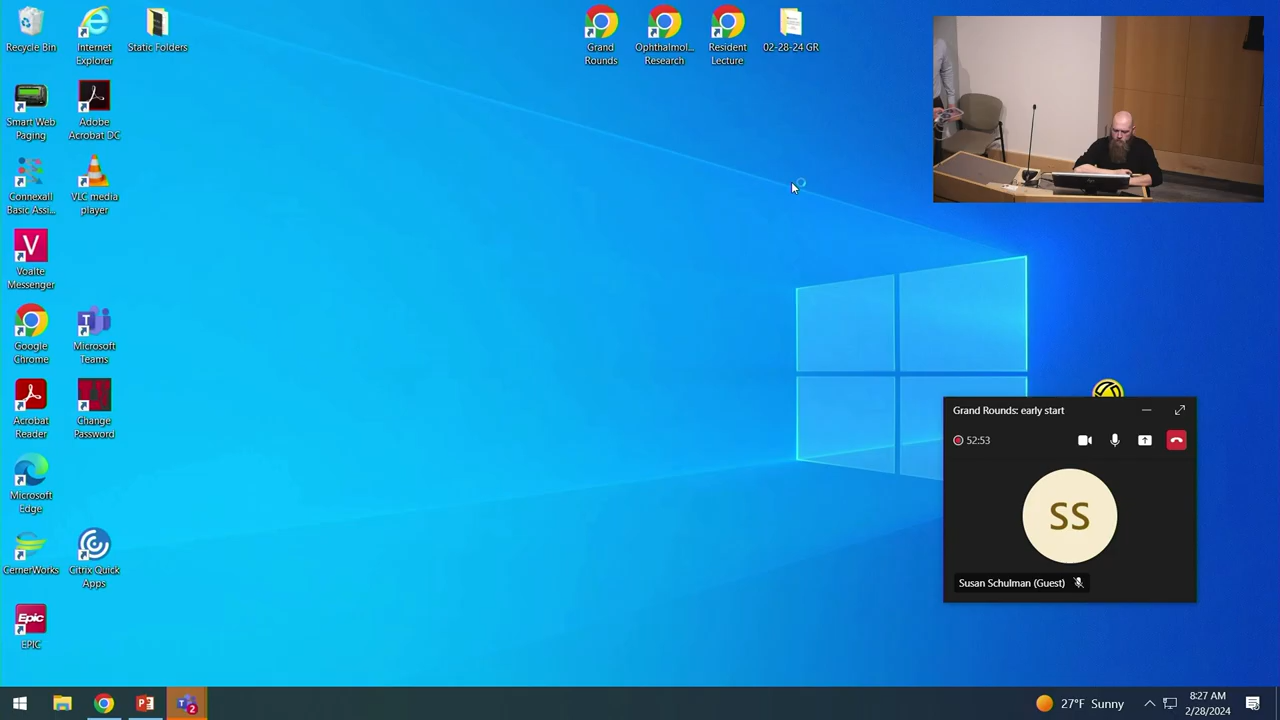 Recycle Bin
Internet
Explorer
Static Folders
Grand
Rounds
Ophthalmol...
Research
Resident
Lecture
02-28-24 GR
Smart Web
Paging
Adobe
Acrobat DC
Connexall
Basic Assi...
VLC media
player
V
Voalte
Messenger
Google
Chrome
T
Microsoft
Teams
Acrobat
Reader
Change
Password
Microsoft
Edge
CernerWorks
Citrix Quick
Apps
Epic
EPIC
Grand Rounds: early start
52:53
SS
Susan Schulman (Guest)
P
T
2
27°F Sunny
8:27 AM
2/28/2024